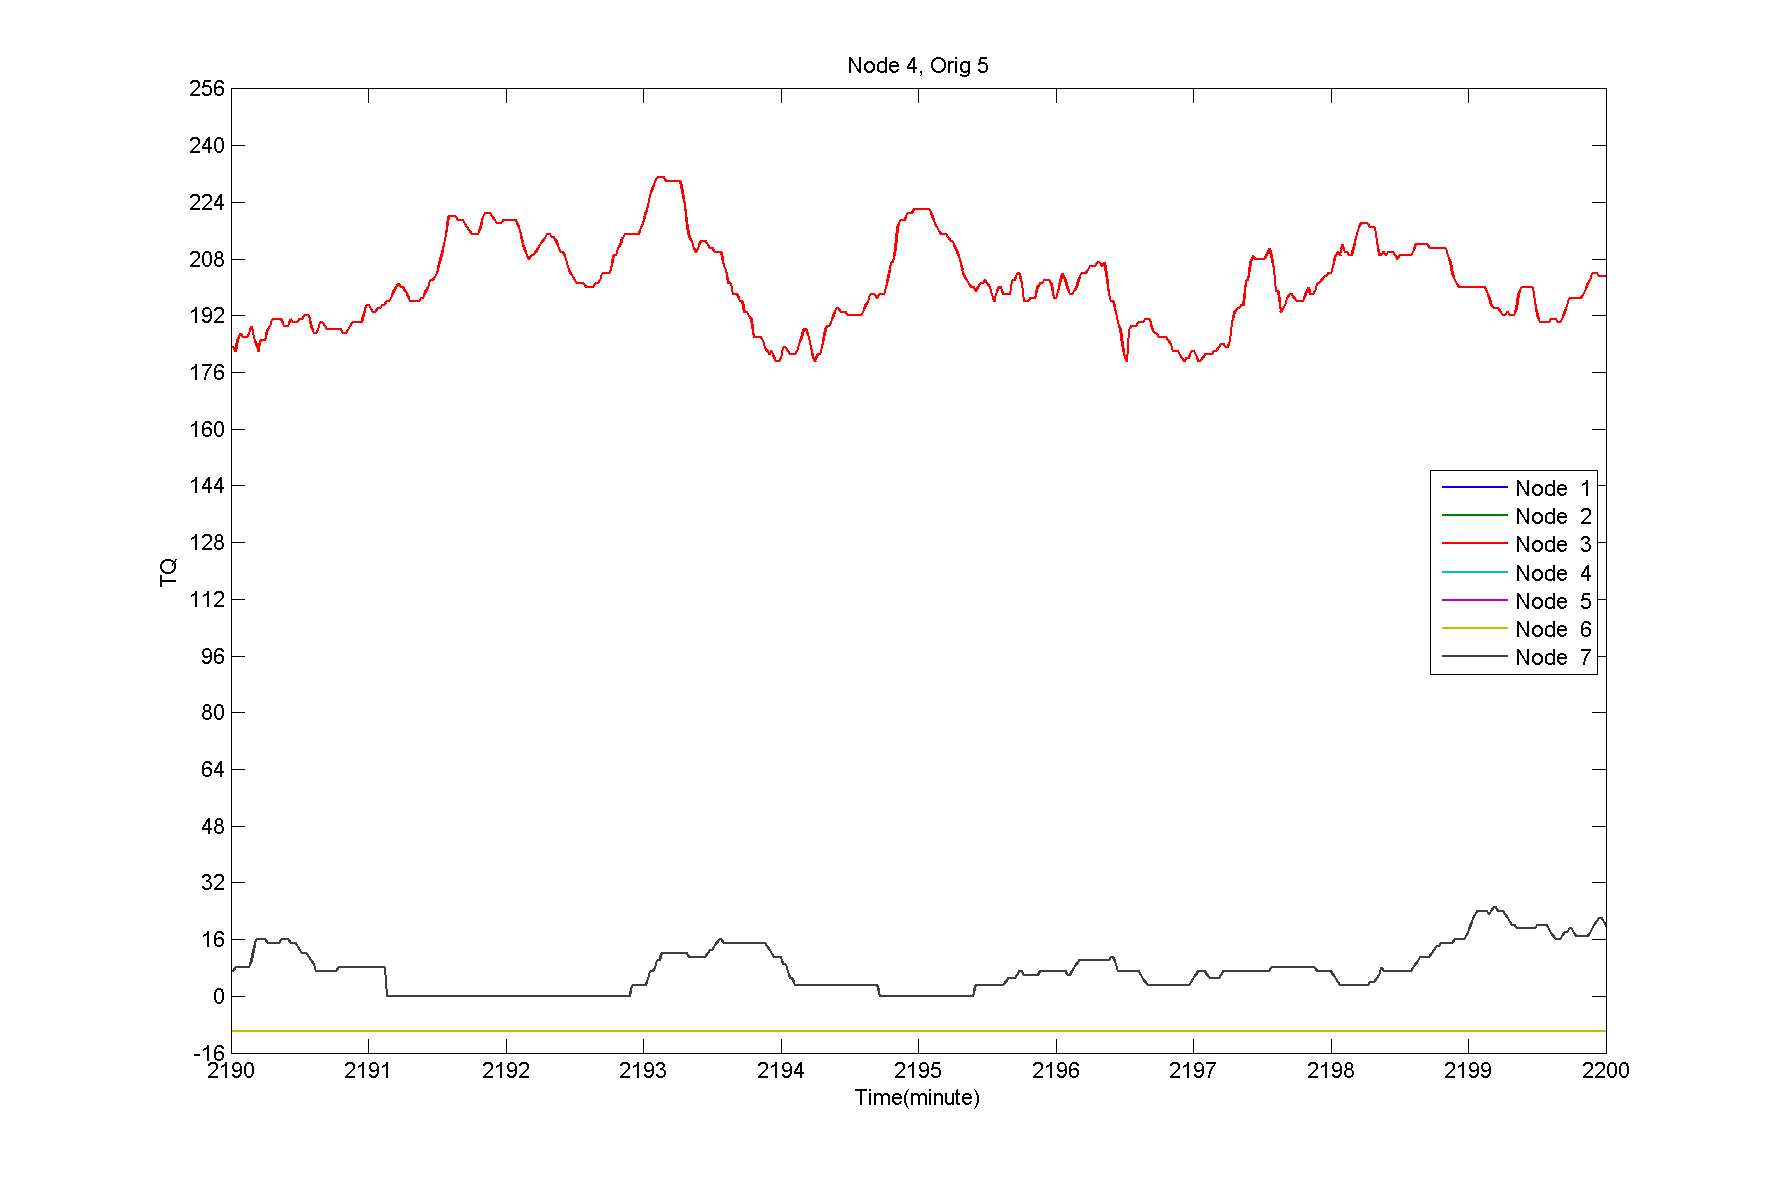 Node 4, Orig 5
256
240
224
208
192
176
160
144
128
112
96
80
64
48
32
16
0
-16
TQ
Node 1
Node 2
Node 3
Node 4
Node 5
Node 6
Node 7
2190 2191 2192 2193 2194 2195 2196 2197 2198 2199 2200
Time(minute)